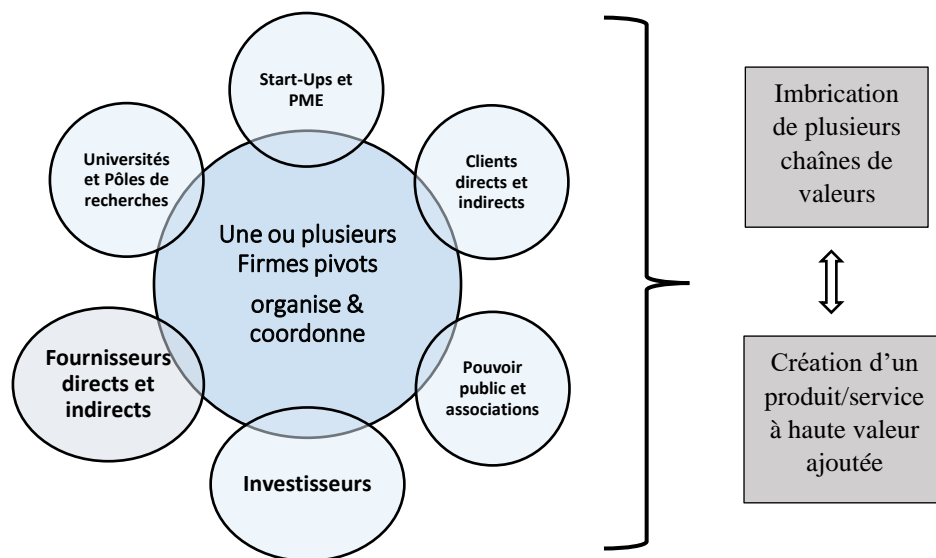 Start-Ups et
PME
Universités
et Pôles de
recherches
Clients
directs et
indirects
Une ou plusieurs
Firmes pivots
organise &
coordonne
Fournisseurs
directs et
indirects
Pouvoir
public et
associations
Investisseurs
Imbrication
de plusieurs
chaînes de
valeurs
Création d’un
produit/service
à haute valeur
ajoutée